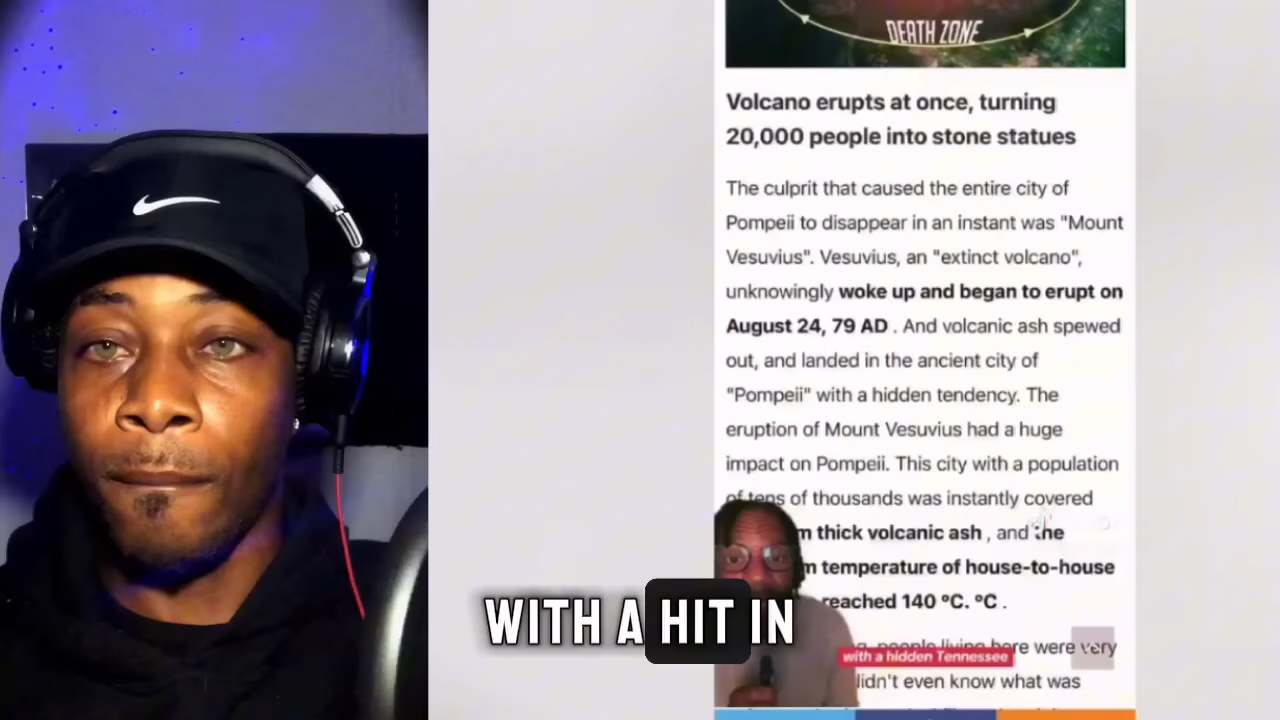 DEATH ZONE
Volcano erupts at once, turning
20,000 people into stone statues
The culprit that caused the entire city of
Pompeii to disappear in an instant was "Mount
Vesuvius". Vesuvius, an "extinct volcano",
unknowingly woke up and began to erupt on
August 24, 79 AD . And volcanic ash spewed
out, and landed in the ancient city of
"Pompeii" with a hidden tendency. The
eruption of Mount Vesuvius had a huge
impact on Pompeii. This city with a population
of tens of thousands was instantly covered
m thick volcanic ash , and the
m temperature of house-to-house
reached 140 ºC. ºC .
people living here were very
didn't even know what was
WITH A HIT IN
with a hidden Tennessee